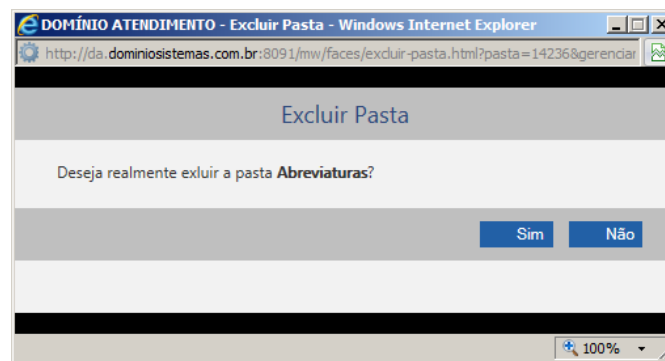 DOMÍNIO ATENDIMENTO - Excluir Pasta - Windows Internet Explorer
http://da.dominiosistemas.com.br:8091/mw/faces/excluir-pasta.html?pasta=14236&gerenciar
Excluir Pasta
Deseja realmente exluir a pasta Abreviaturas?
Sim Não
100%